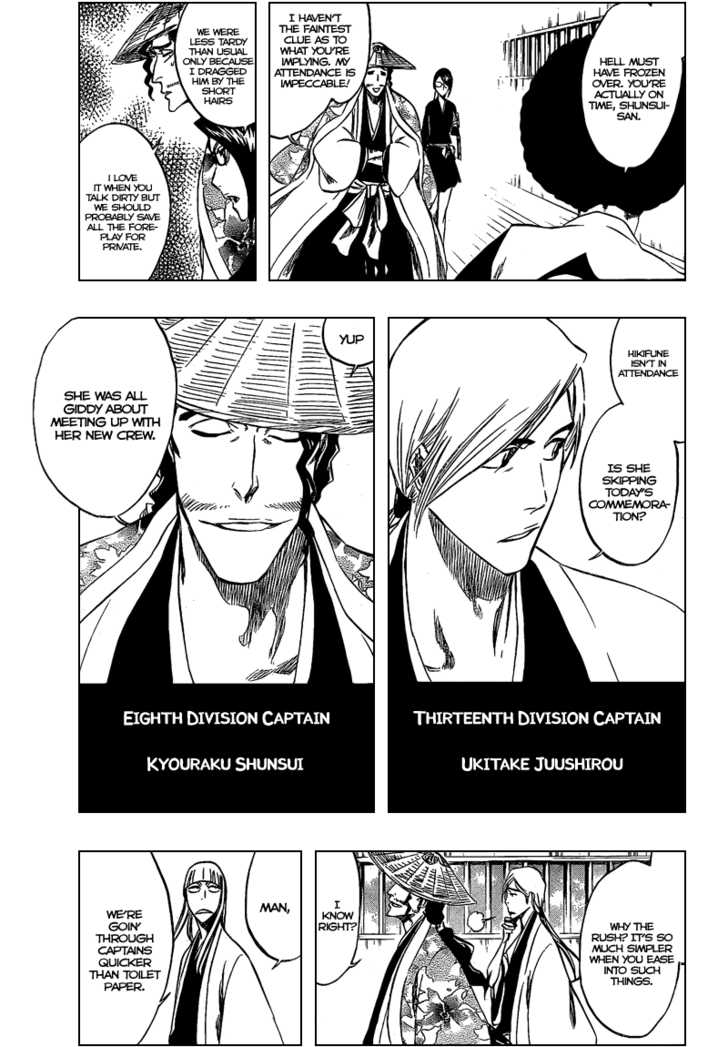 HELL MUST
HAVE FROZEN
OVER. YOU'RE
ACTUALLY ON
TIME, SHUNSUI-
SAN.
I HAVEN'T
THE FAINTEST
CLUE AS TO
WHAT YOU'RE
IMPLYING. MY
ATTENDANCE IS
IMPECCABLE!
WE WERE
LESS TARDY
THAN USUAL
ONLY BECAUSE
I DRAGGED
HIM BY THE
SHORT
HAIRS
I LOVE
IT WHEN YOU
TALK DIRTY BUT
WE SHOULD
PROBABLY SAVE
ALL THE FORE-
PLAY FOR
PRIVATE.
HIKIFUNE
ISN'T IN
ATTENDANCE
IS SHE
SKIPPING
TODAY'S
COMMEMORA-
TION?
THIRTEENTH DIVISION CAPTAIN
UKITAKE JUUSHIROU
YUP
SHE WAS ALL
GIDDY ABOUT
MEETING UP WITH
HER NEW CREW.
EIGHTH DIVISION CAPTAIN
KYOURAKU SHUNSUI
WHY THE
RUSH? IT'S SO
MUCH SIMPLER
WHEN YOU EASE
INTO SUCH
THINGS.
I
KNOW
RIGHT?
MAN,
WE'RE
GOIN'
THROUGH
CAPTAINS
QUICKER
THAN TOILET
PAPER.